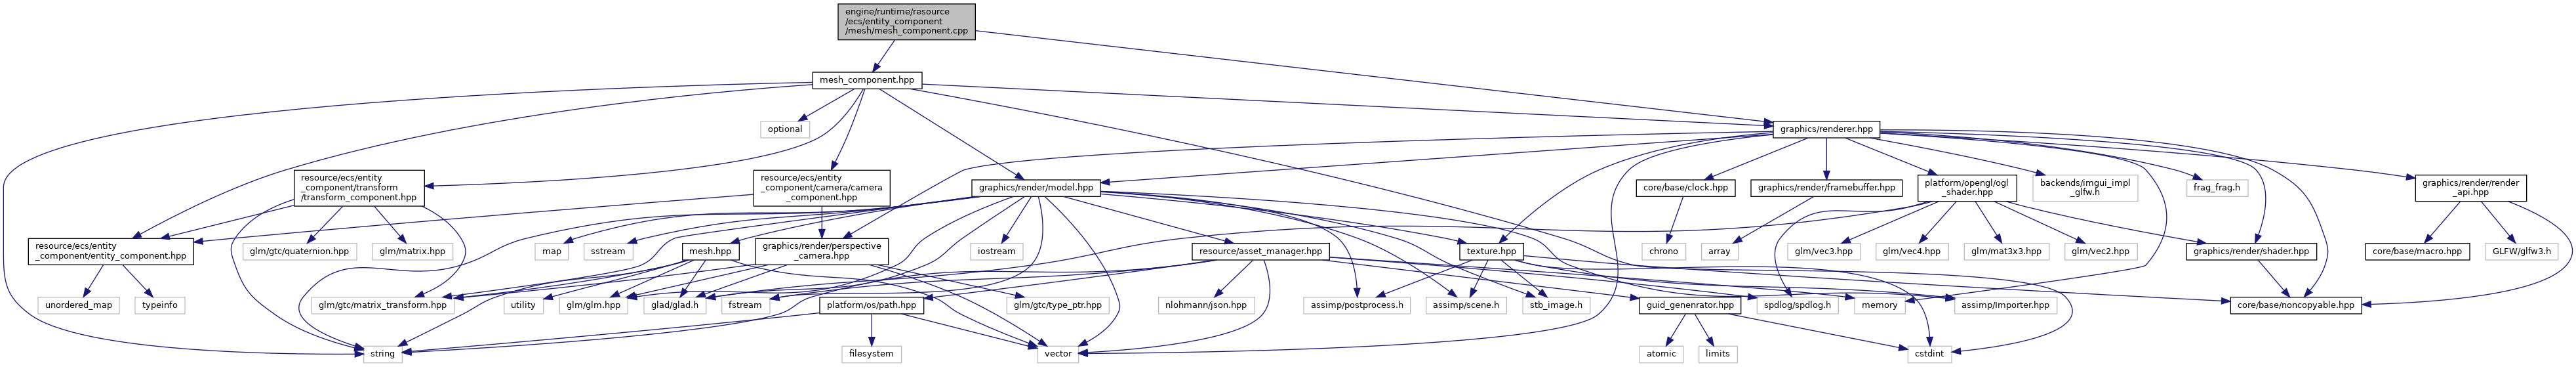 engine/runtime/resource
/ecs/entity_component
/mesh/mesh_component.cpp
mesh_component.hpp
optional
graphics/renderer.hpp
resource/ecs/entity
_component/transform
/transform_component.hpp
resource/ecs/entity
_component/camera/camera
_component.hpp
graphics/render/model.hpp
core/base/clock.hpp
graphics/render/framebuffer.hpp
platform/opengl/ogl
_shader.hpp
backends/imgui_impl
_glfw.h
frag_frag.h
graphics/render/render
_api.hpp
resource/ecs/entity
_component/entity_component.hpp
glm/gtc/quaternion.hpp
glm/matrix.hpp
map
sstream
mesh.hpp
graphics/render/perspective
_camera.hpp
iostream
resource/asset_manager.hpp
texture.hpp
chrono
array
glm/vec3.hpp
glm/vec4.hpp
glm/mat3x3.hpp
glm/vec2.hpp
graphics/render/shader.hpp
core/base/macro.hpp
GLFW/glfw3.h
unordered_map
typeinfo
glm/gtc/matrix_transform.hpp
utility
glm/glm.hpp
glad/glad.h
fstream
platform/os/path.hpp
glm/gtc/type_ptr.hpp
nlohmann/json.hpp
assimp/postprocess.h
assimp/scene.h
stb_image.h
guid_genenrator.hpp
spdlog/spdlog.h
memory
assimp/Importer.hpp
core/base/noncopyable.hpp
string
filesystem
vector
atomic
limits
cstdint